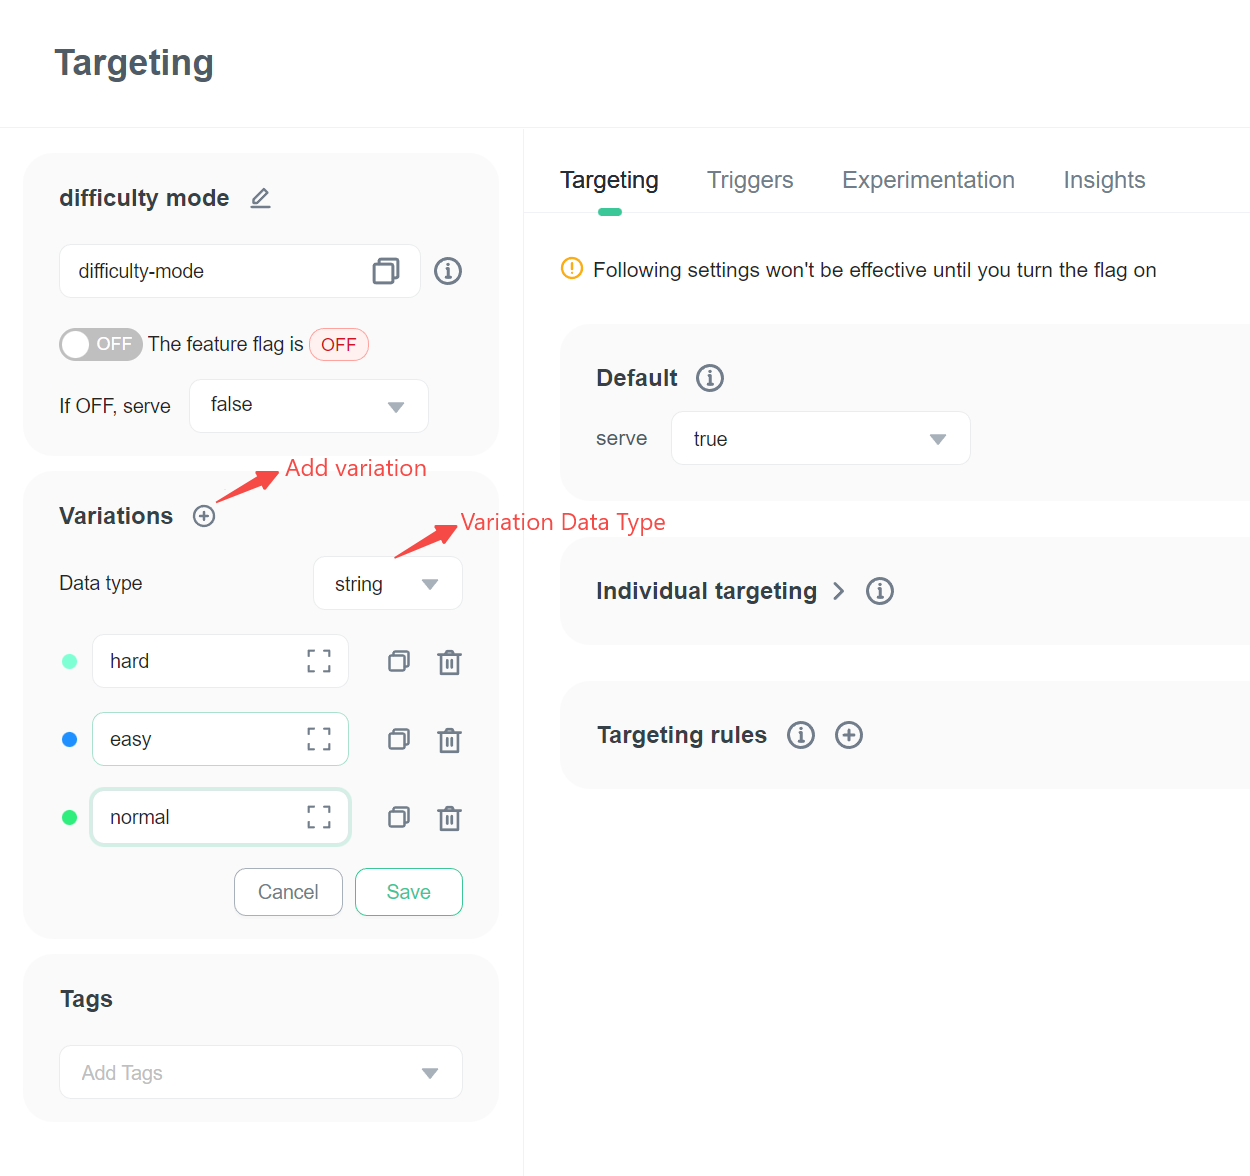 Targeting
difficulty mode
difficulty-mode
OFF The feature flag is OFF
If OFF, serve false
Add variation
Variations
Variation Data Type
Data type string
hard
easy
normal
Cancel Save
Tags
Add Tags
Targeting Triggers Experimentation Insights
Following settings won't be effective until you turn the flag on
Default
serve true
Individual targeting
Targeting rules